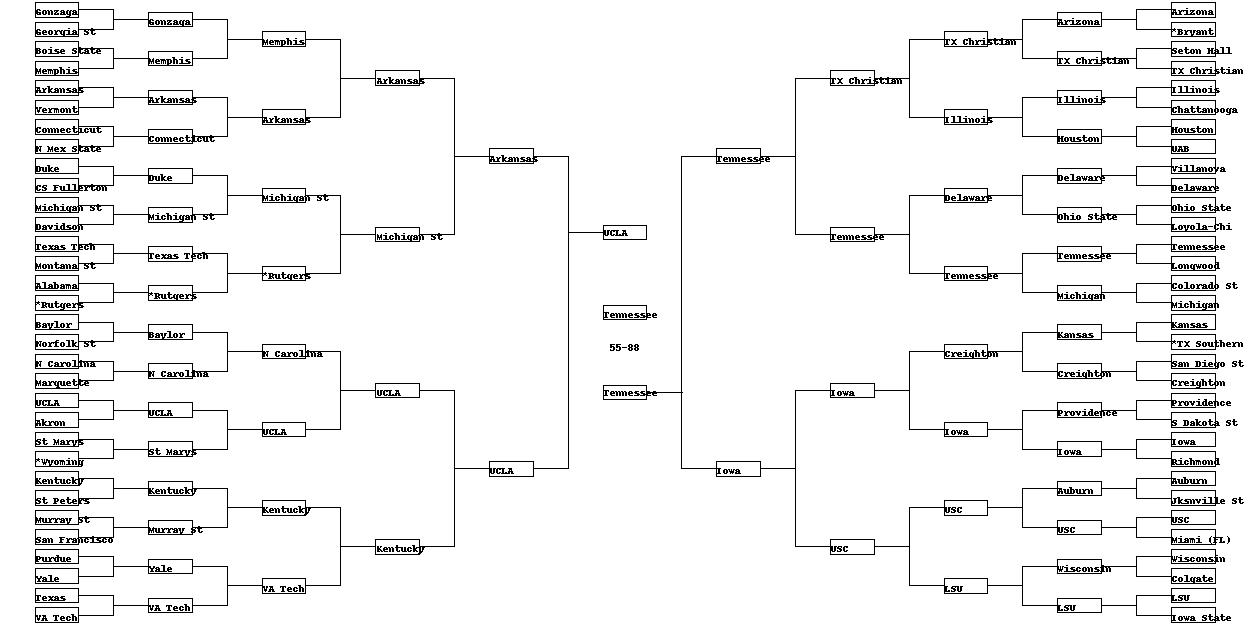 Gonzaga
Georgia St
Boise State
Memphis
Arkansas
Vermont
Connecticut
N Mex State
Duke
CS Fullerton
Michigan St
Davidson
Texas Tech
Montana St
Alabama
*Rutgers
Baylor
Norfolk St
N Carolina
Marquette
UCLA
Akron
St Marys
*Wyoming
Kentucky
St Peters
Murray St
San Francisco
Purdue
Yale
Texas
VA Tech
Gonzaga
Memphis
Arkansas
Connecticut
Duke
Michigan St
Texas Tech
*Rutgers
Baylor
N Carolina
UCLA
St Marys
Kentucky
Murray St
Yale
VA Tech
Memphis
Arkansas
Michigan St
*Rutgers
N Carolina
UCLA
Kentucky
VA Tech
Arkansas
Michigan St
UCLA
Kentucky
Arkansas
UCLA
UCLA
Tennessee
55-88
Tennessee
Tennessee
Iowa
TX Christian
Tennessee
Iowa
USC
TX Christian
Illinois
Delaware
Tennessee
Creighton
Iowa
USC
LSU
Arizona
TX Christian
Illinois
Houston
Delaware
Ohio State
Tennessee
Michigan
Kansas
Creighton
Providence
Iowa
Auburn
USC
Wisconsin
LSU
Arizona
*Bryant
Seton Hall
TX Christian
Illinois
Chattanooga
Houston
UAB
Villanova
Delaware
Ohio State
Loyola-Chi
Tennessee
Longwood
Colorado St
Michigan
Kansas
*TX Southern
San Diego St
Creighton
Providence
S Dakota St
Iowa
Richmond
Auburn
Jksnville St
USC
Miami (FL)
Wisconsin
Colgate
LSU
Iowa State